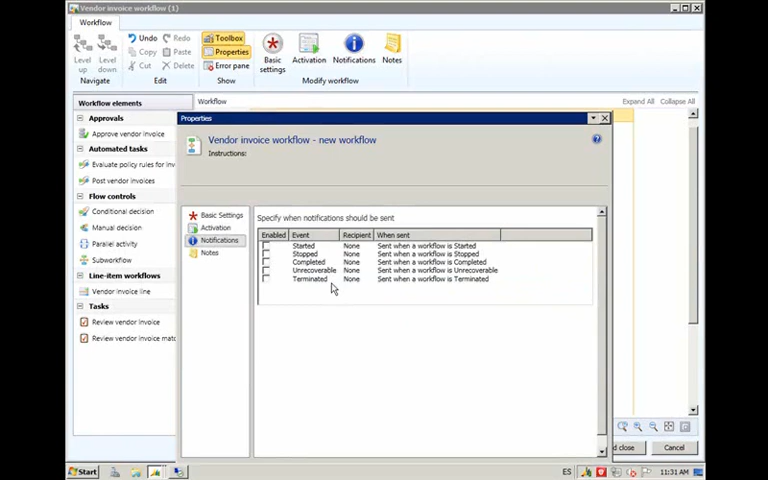 Vendor invoice workflow (1)
Workflow
Level up
Level down
Navigate
Undo
Redo
Copy
Paste
Cut
Delete
Edit
Toolbox
Properties
Error pane
Show
Basic settings
Activation
Notifications
Notes
Modify workflow
Workflow elements
Workflow
Expand All
Collapse All
Approvals
Approve vendor invoice
Automated tasks
Evaluate policy rules for inv
Post vendor invoices
Flow controls
Conditional decision
Manual decision
Parallel activity
Line-item workflows
Vendor invoice line
Tasks
Review vendor invoice
Review vendor invoice matc
Properties
Vendor invoice workflow - new workflow
Instructions:
Basic Settings
Activation
Notifications
Notes
Specify when notifications should be sent
Enabled Event Recipient When sent
Started None Sent when a workflow is Started
Stopped None Sent when a workflow is Stopped
Completed None Sent when a workflow is Completed
Unrecoverable None Sent when a workflow is Unrecoverable
Terminated None Sent when a workflow is Terminated
d close
Cancel
Start
ES
11:31 AM